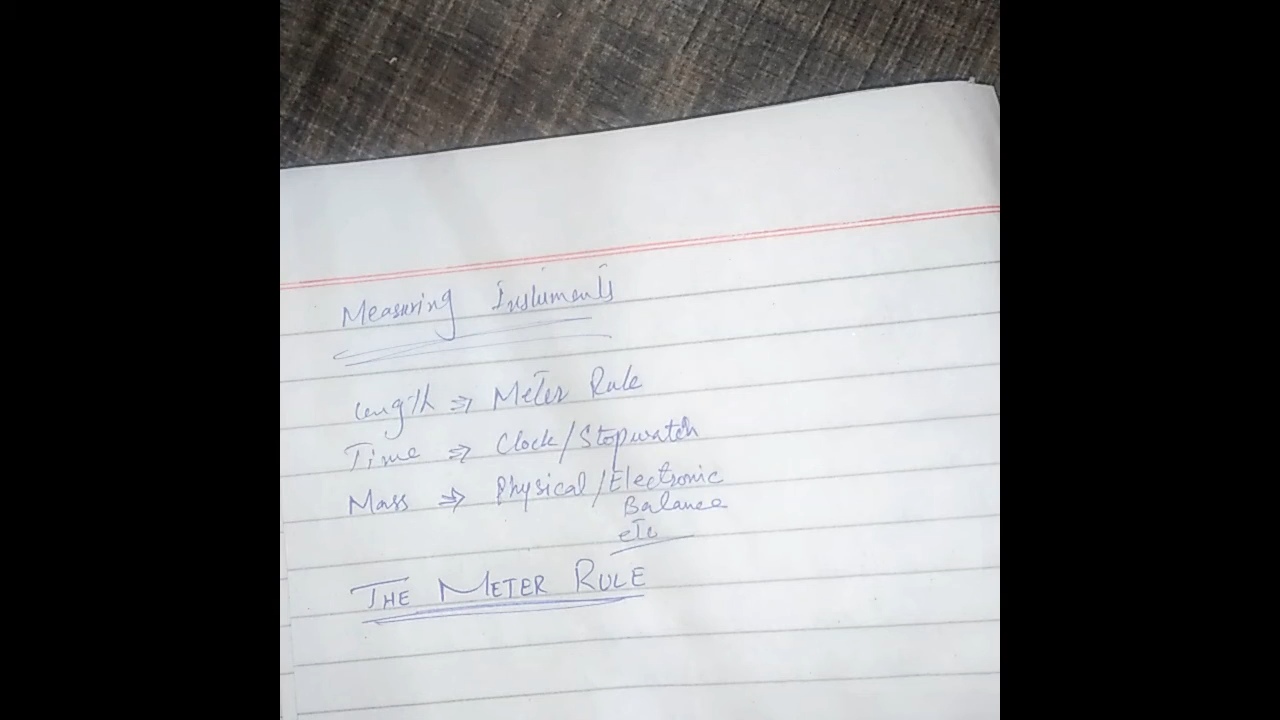 Measuring Instruments
Length ⇒ Meter Rule
Time ⇒ Clock/Stopwatch
Mass ⇒ Physical/Electronic
Balance
etc
THE METER RULE